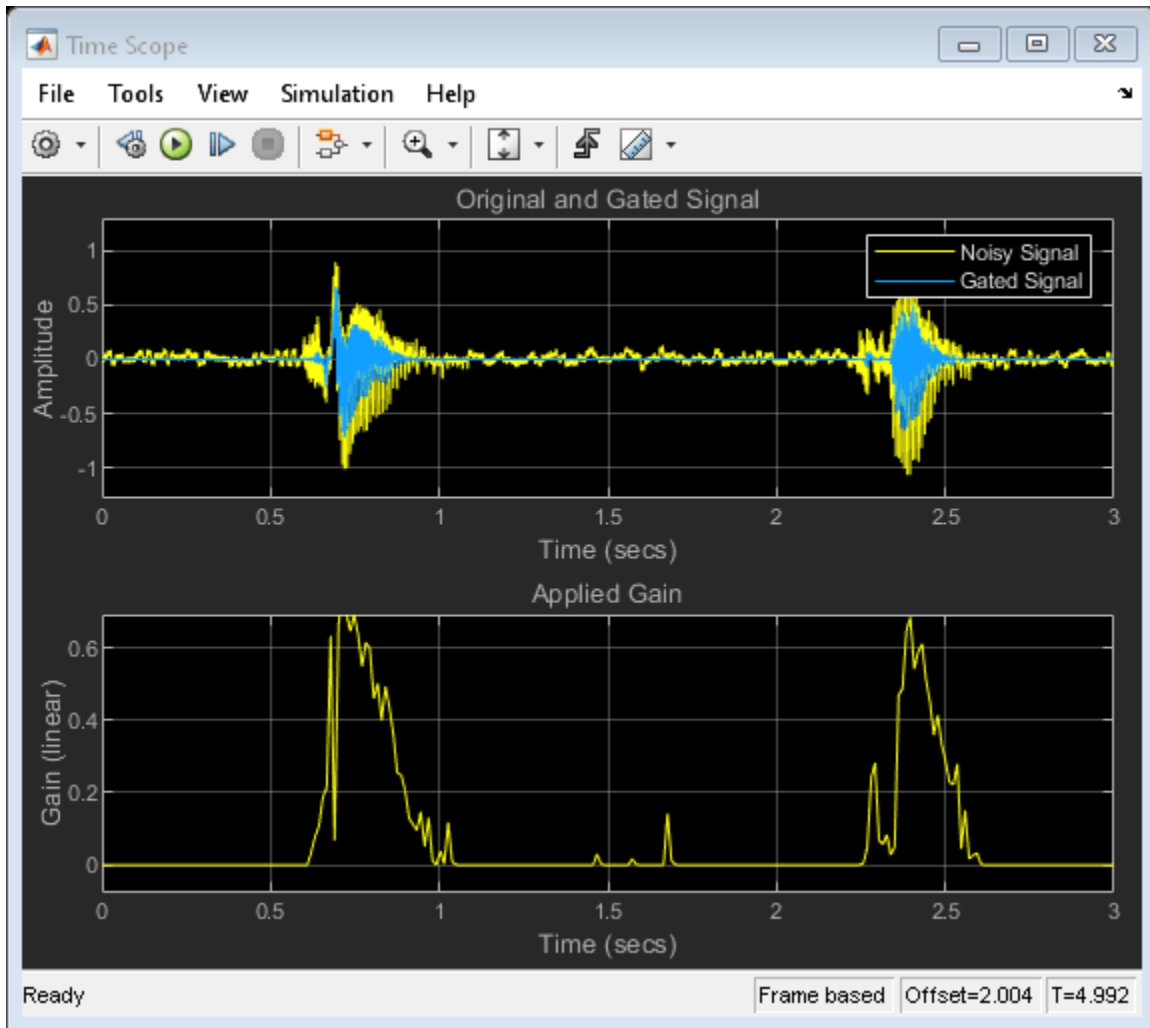 Time Scope
File Tools View Simulation Help
Original and Gated Signal
Noisy Signal
Gated Signal
Amplitude
1
0.5
0
-0.5
-1
0 0.5 1 1.5 2 2.5 3
Time (secs)
Applied Gain
Gain (linear)
0.6
0.4
0.2
0
0 0.5 1 1.5 2 2.5 3
Time (secs)
Ready Frame based Offset=2.004 T=4.992